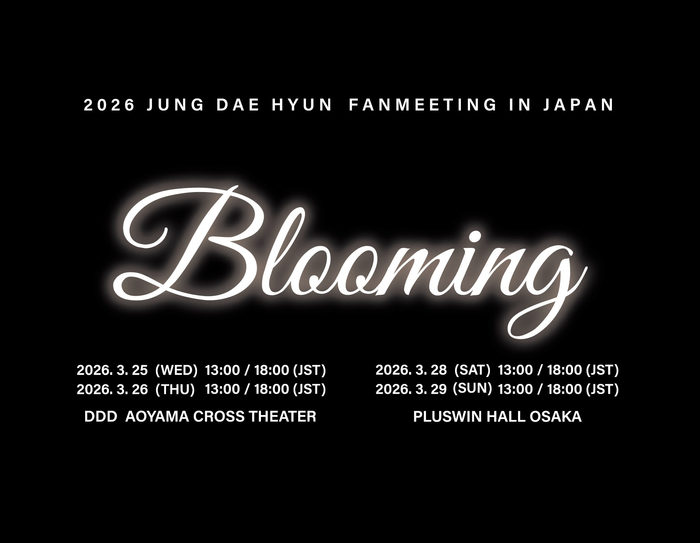 2026 JUNG DAE HYUN FANMEETING IN JAPAN
Blooming
2026. 3. 25 (WED) 13:00 / 18:00 (JST)
2026. 3. 26 (THU) 13:00 / 18:00 (JST)
DDD AOYAMA CROSS THEATER
2026. 3. 28 (SAT) 13:00 / 18:00 (JST)
2026. 3. 29 (SUN) 13:00 / 18:00 (JST)
PLUSWIN HALL OSAKA